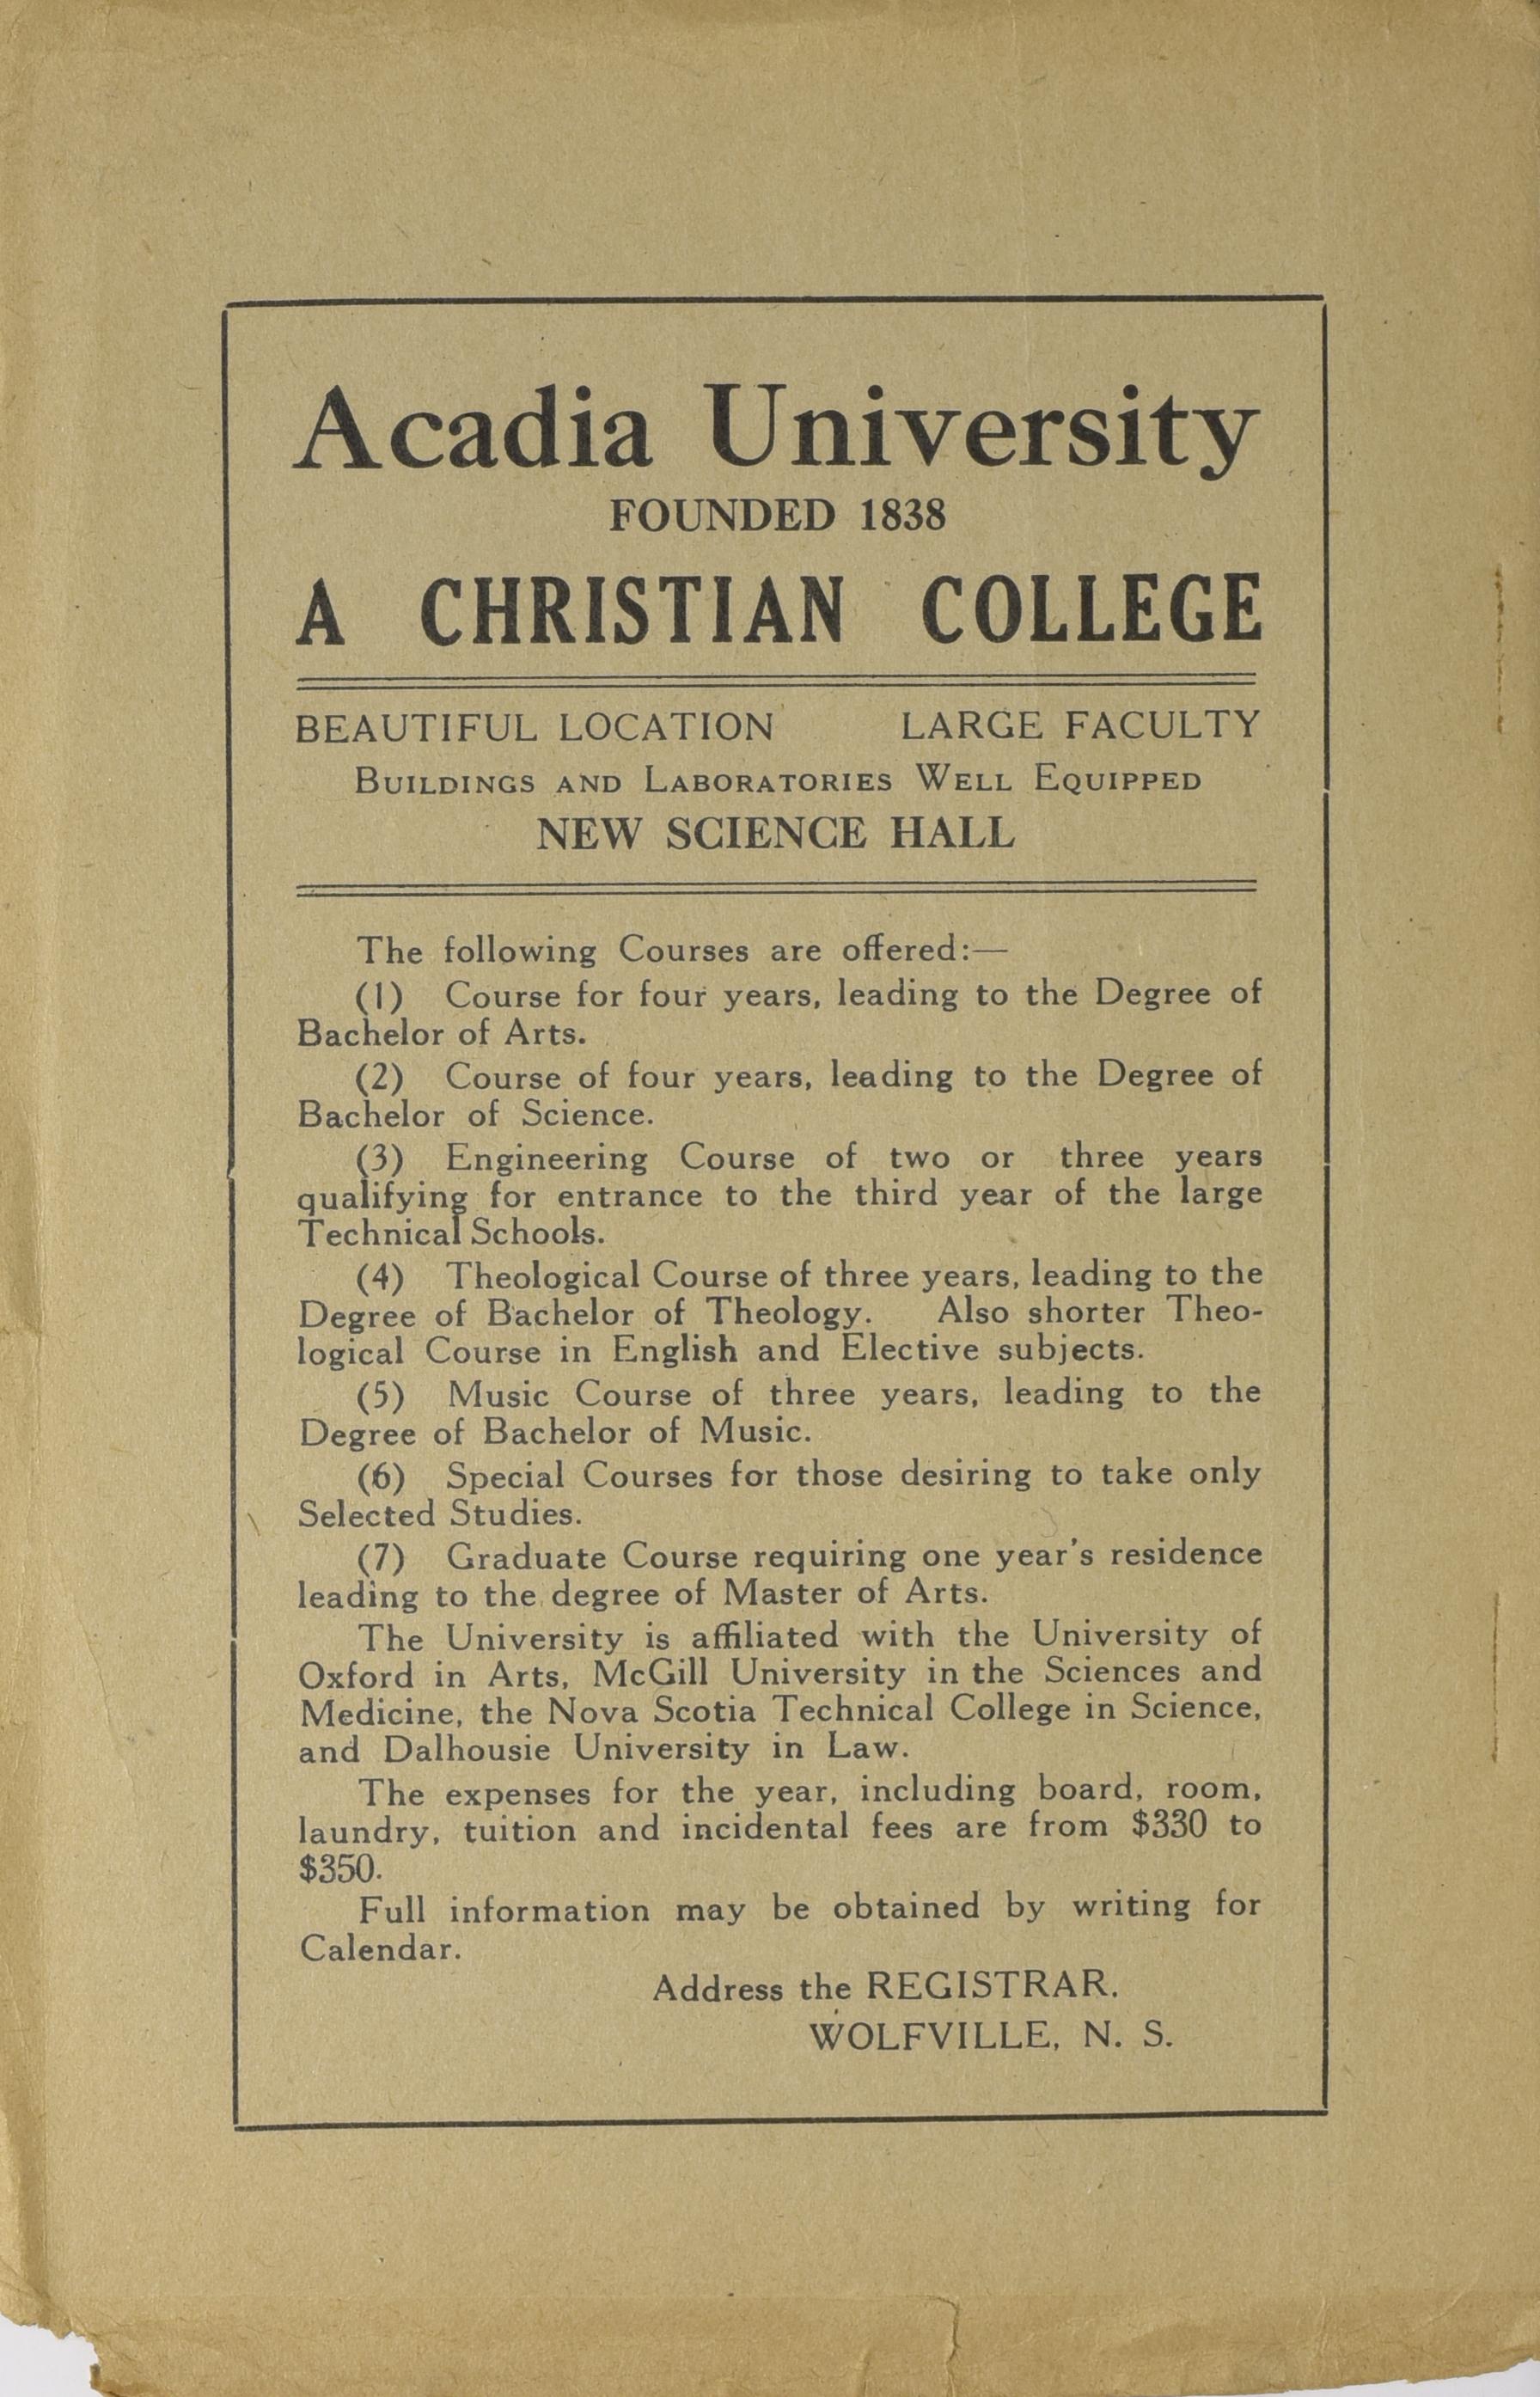 Acadia University
FOUNDED 1838
A CHRISTIAN COLLEGE
BEAUTIFUL LOCATION LARGE FACULTY
BUILDINGS AND LABORATORIES WELL EQUIPPED
NEW SCIENCE HALL
The following Courses are offered:—
(1) Course for four years, leading to the Degree of
Bachelor of Arts.
(2) Course of four years, leading to the Degree of
Bachelor of Science.
(3) Engineering Course of two or three years
qualifying for entrance to the third year of the large
Technical Schools.
(4) Theological Course of three years, leading to the
Degree of Bachelor of Theology. Also shorter Theo-
logical Course in English and Elective subjects.
(5) Music Course of three years, leading to the
Degree of Bachelor of Music.
(6) Special Courses for those desiring to take only
Selected Studies.
(7) Graduate Course requiring one year's residence
leading to the degree of Master of Arts.
The University is affiliated with the University of
Oxford in Arts, McGill University in the Sciences and
Medicine, the Nova Scotia Technical College in Science,
and Dalhousie University in Law.
The expenses for the year, including board, room,
laundry, tuition and incidental fees are from $330 to
$350.
Full information may be obtained by writing for
Calendar.
Address the REGISTRAR.
WOLFVILLE, N. S.